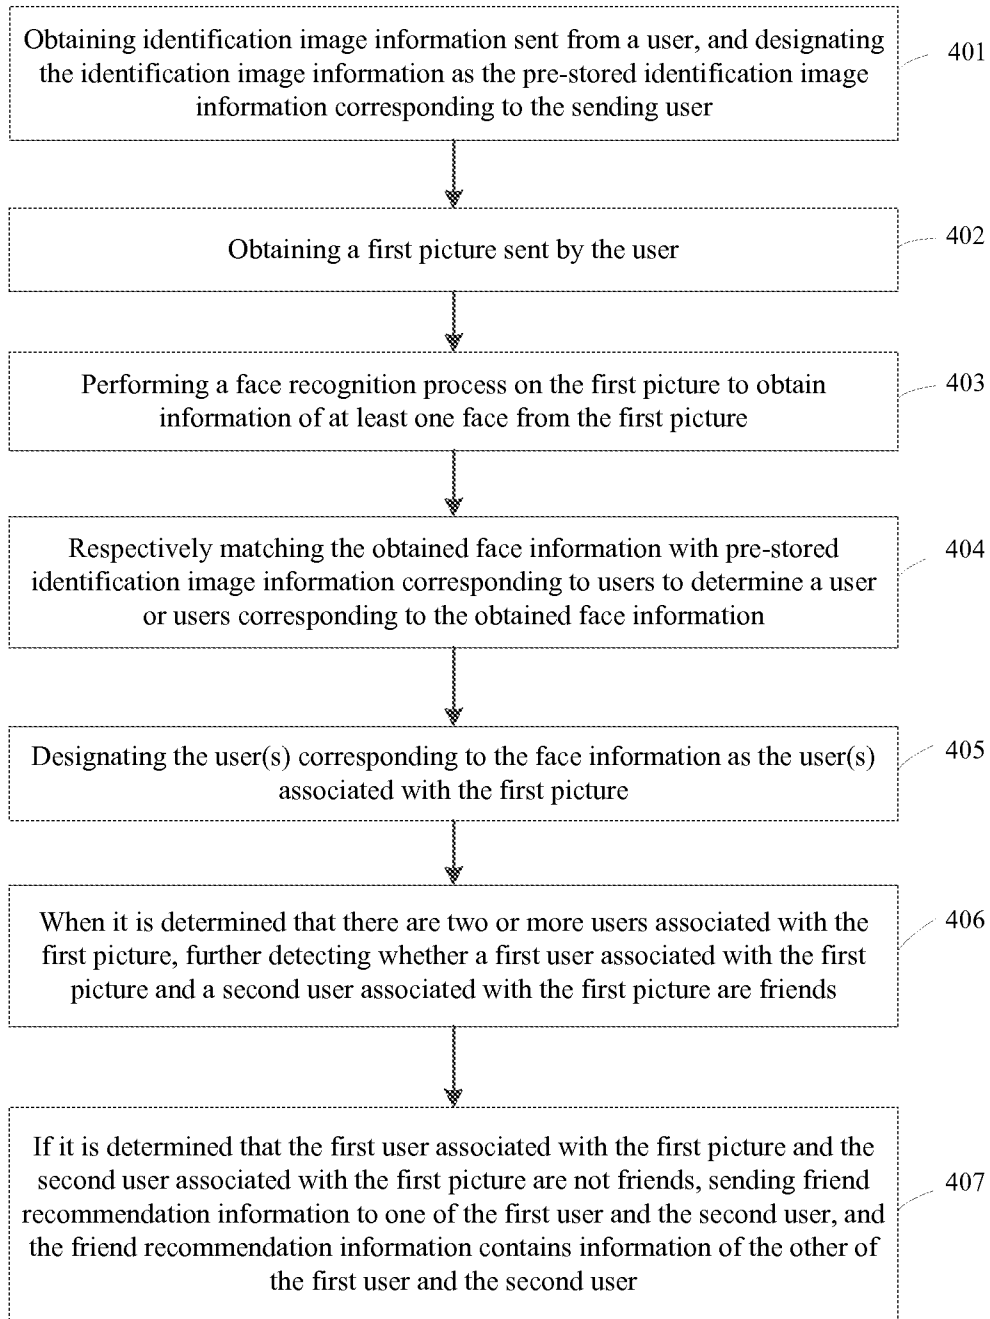 Obtaining identification image information sent from a user, and designating
the identification image information as the pre-stored identification image
information corresponding to the sending user
401
Obtaining a first picture sent by the user
402
Performing a face recognition process on the first picture to obtain
information of at least one face from the first picture
403
Respectively matching the obtained face information with pre-stored
identification image information corresponding to users to determine a user
or users corresponding to the obtained face information
404
Designating the user(s) corresponding to the face information as the user(s)
associated with the first picture
405
When it is determined that there are two or more users associated with the
first picture, further detecting whether a first user associated with the first
picture and a second user associated with the first picture are friends
406
If it is determined that the first user associated with the first picture and the
second user associated with the first picture are not friends, sending friend
recommendation information to one of the first user and the second user, and
the friend recommendation information contains information of the other of
the first user and the second user
407